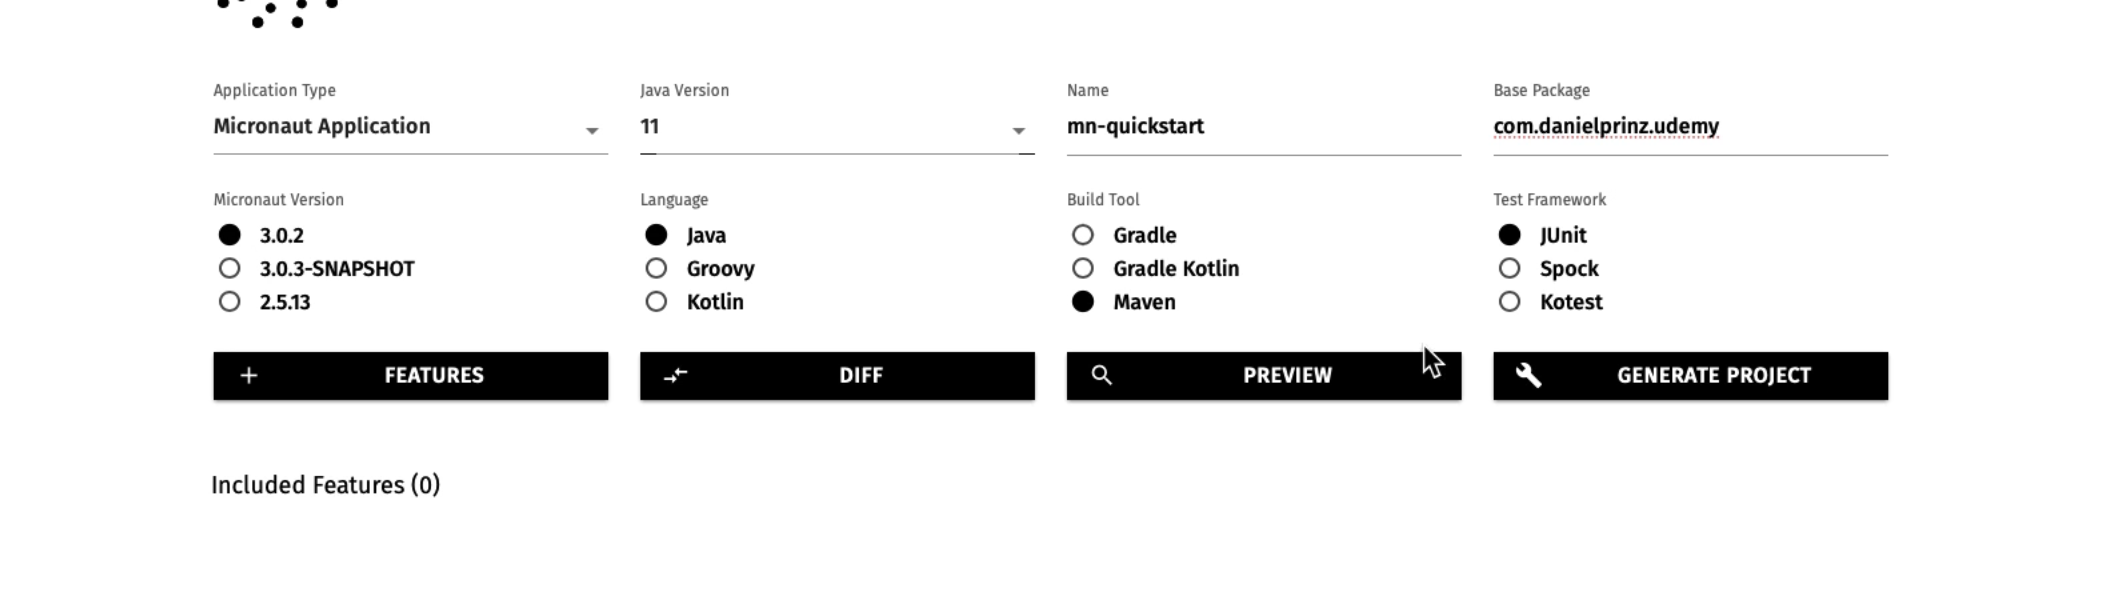 Application Type
Micronaut Application
Java Version
11
Name
mn-quickstart
Base Package
com.danielprinz.udemy
Micronaut Version
3.0.2
3.0.3-SNAPSHOT
2.5.13
Language
Java
Groovy
Kotlin
Build Tool
Gradle
Gradle Kotlin
Maven
Test Framework
JUnit
Spock
Kotest
FEATURES
DIFF
PREVIEW
GENERATE PROJECT
Included Features (0)